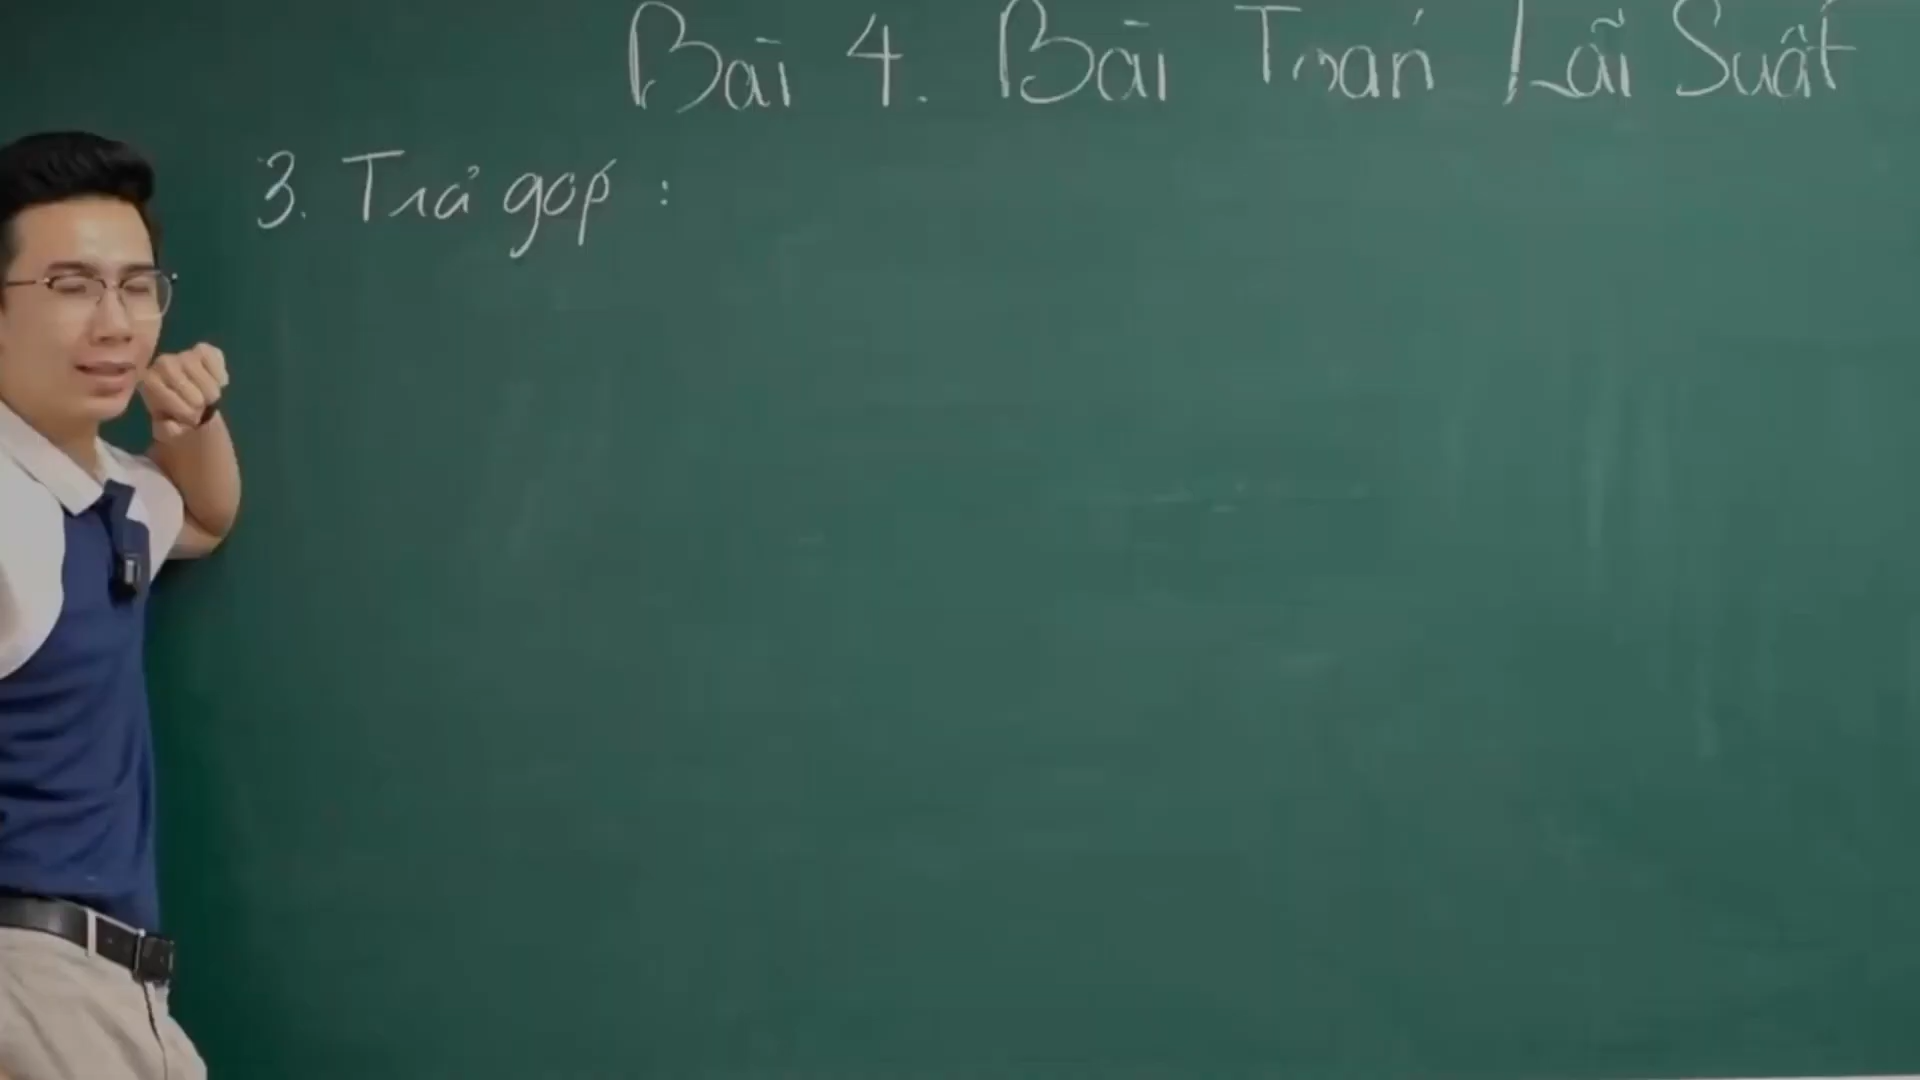 Bài 4. Bài Toán Lãi Suất
3. Trả góp :